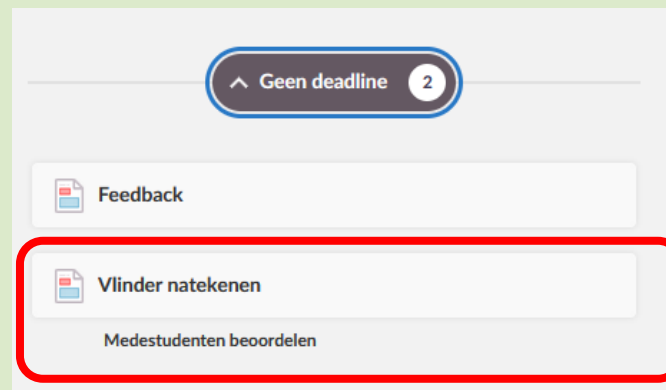 Geen deadline 2
Feedback
Vlinder natekenen
Medestudenten beoordelen